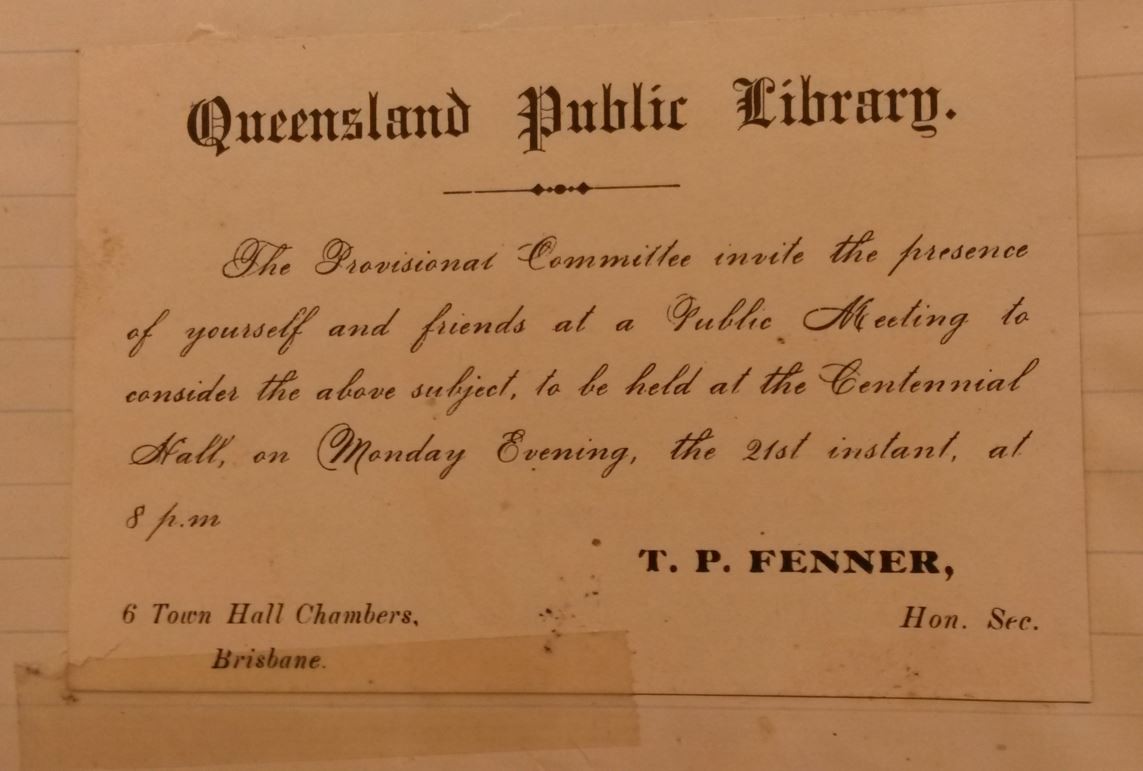 Queensland Public Library.
The Provisional Committee invite the presence
of yourself and friends at a Public Meeting to
consider the above subject, to be held at the Centennial
Hall, on Monday Evening, the 21st instant, at
8 p.m
T. P. FENNER,
6 Town Hall Chambers, Hon. Sec.
Brisbane.